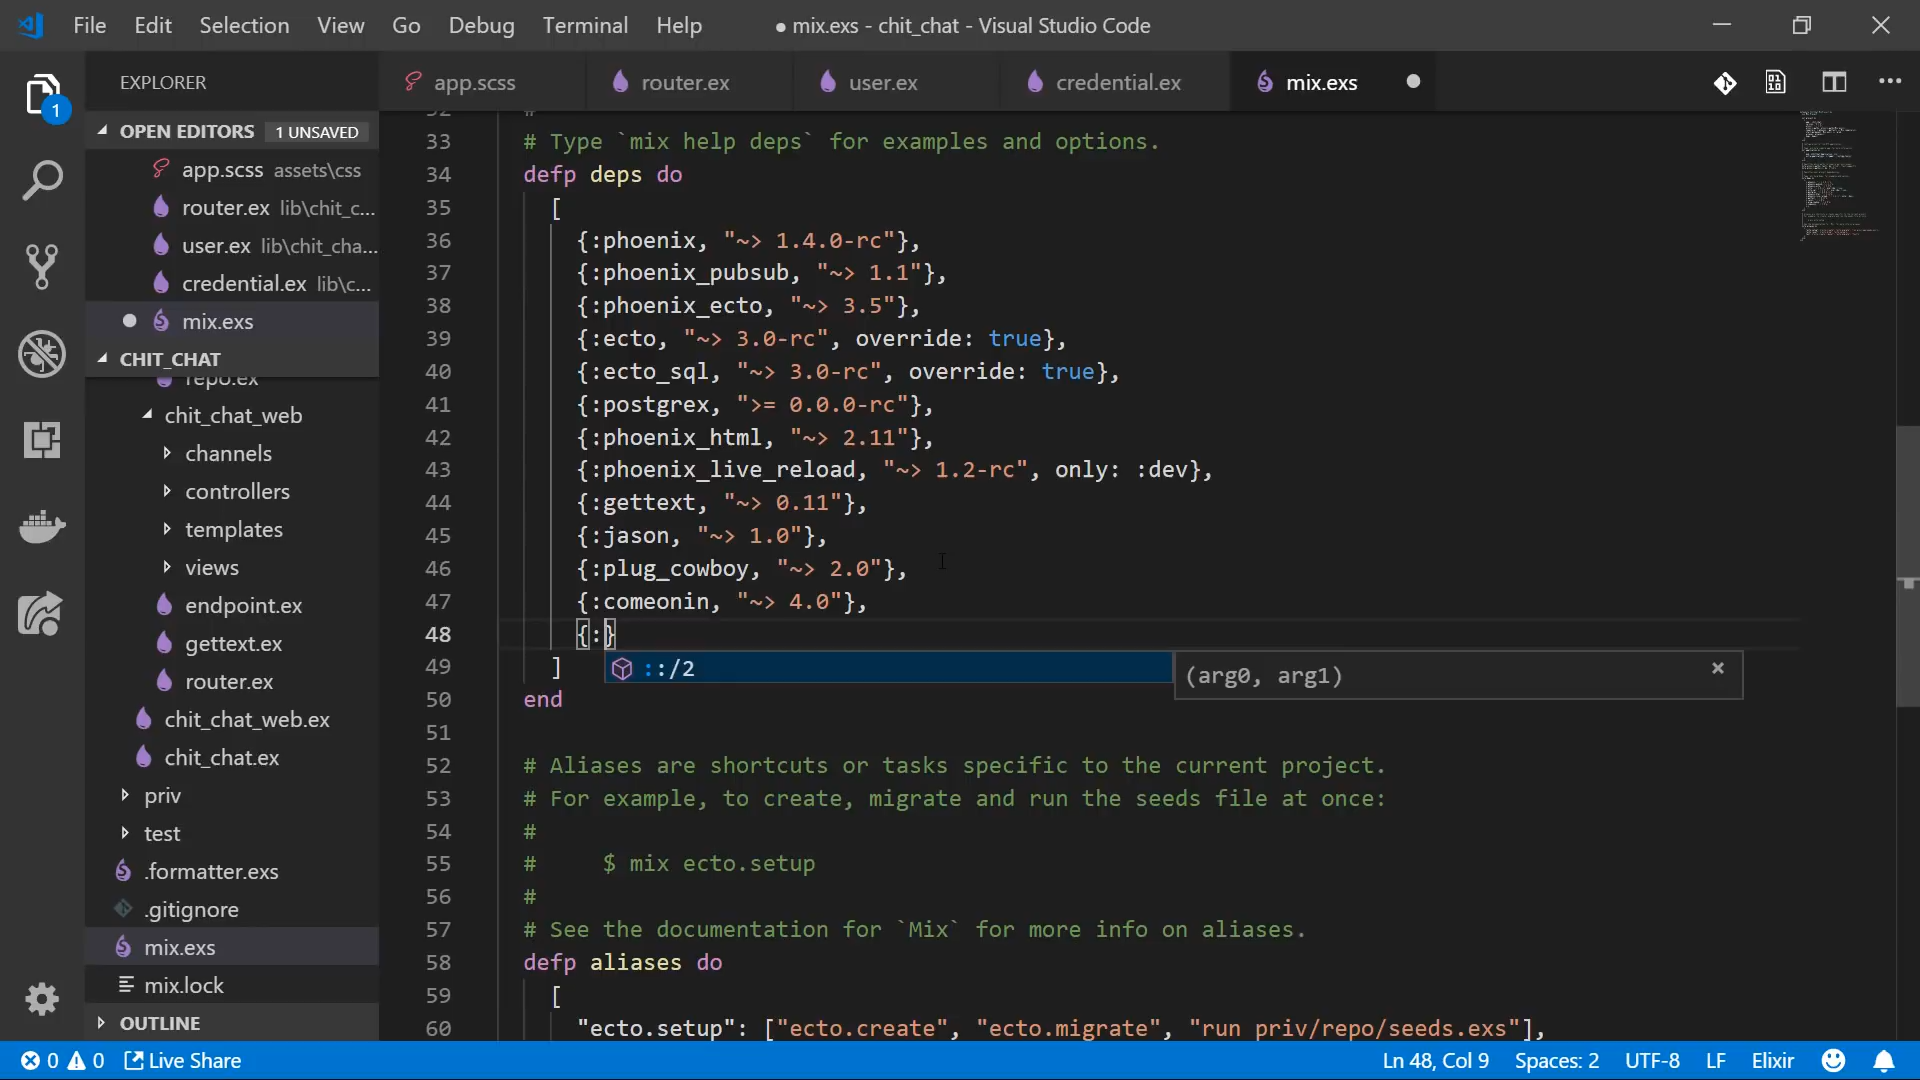 File Edit Selection View Go Debug Terminal Help ● mix.exs - chit_chat - Visual Studio Code
EXPLORER
app.scss router.ex user.ex credential.ex mix.exs
1
OPEN EDITORS 1 UNSAVED
app.scss assets\css
router.ex lib\chit_c...
user.ex lib\chit_cha...
credential.ex lib\c...
mix.exs
CHIT_CHAT
repo.ex
chit_chat_web
channels
controllers
templates
views
endpoint.ex
gettext.ex
router.ex
chit_chat_web.ex
chit_chat.ex
priv
test
.formatter.exs
.gitignore
mix.exs
mix.lock
OUTLINE
32 #
33 # Type `mix help deps` for examples and options.
34 defp deps do
35 [
36 {:phoenix, "~> 1.4.0-rc"},
37 {:phoenix_pubsub, "~> 1.1"},
38 {:phoenix_ecto, "~> 3.5"},
39 {:ecto, "~> 3.0-rc", override: true},
40 {:ecto_sql, "~> 3.0-rc", override: true},
41 {:postgrex, ">= 0.0.0-rc"},
42 {:phoenix_html, "~> 2.11"},
43 {:phoenix_live_reload, "~> 1.2-rc", only: :dev},
44 {:gettext, "~> 0.11"},
45 {:jason, "~> 1.0"},
46 {:plug_cowboy, "~> 2.0"},
47 {:comeonin, "~> 4.0"},
48 {:}
49 ]
::/2 (arg0, arg1)
50 end
51
52 # Aliases are shortcuts or tasks specific to the current project.
53 # For example, to create, migrate and run the seeds file at once:
54 #
55 # $ mix ecto.setup
56 #
57 # See the documentation for `Mix` for more info on aliases.
58 defp aliases do
59 [
60 "ecto.setup": ["ecto.create", "ecto.migrate", "run priv/repo/seeds.exs"],
0 0 Live Share Ln 48, Col 9 Spaces: 2 UTF-8 LF Elixir